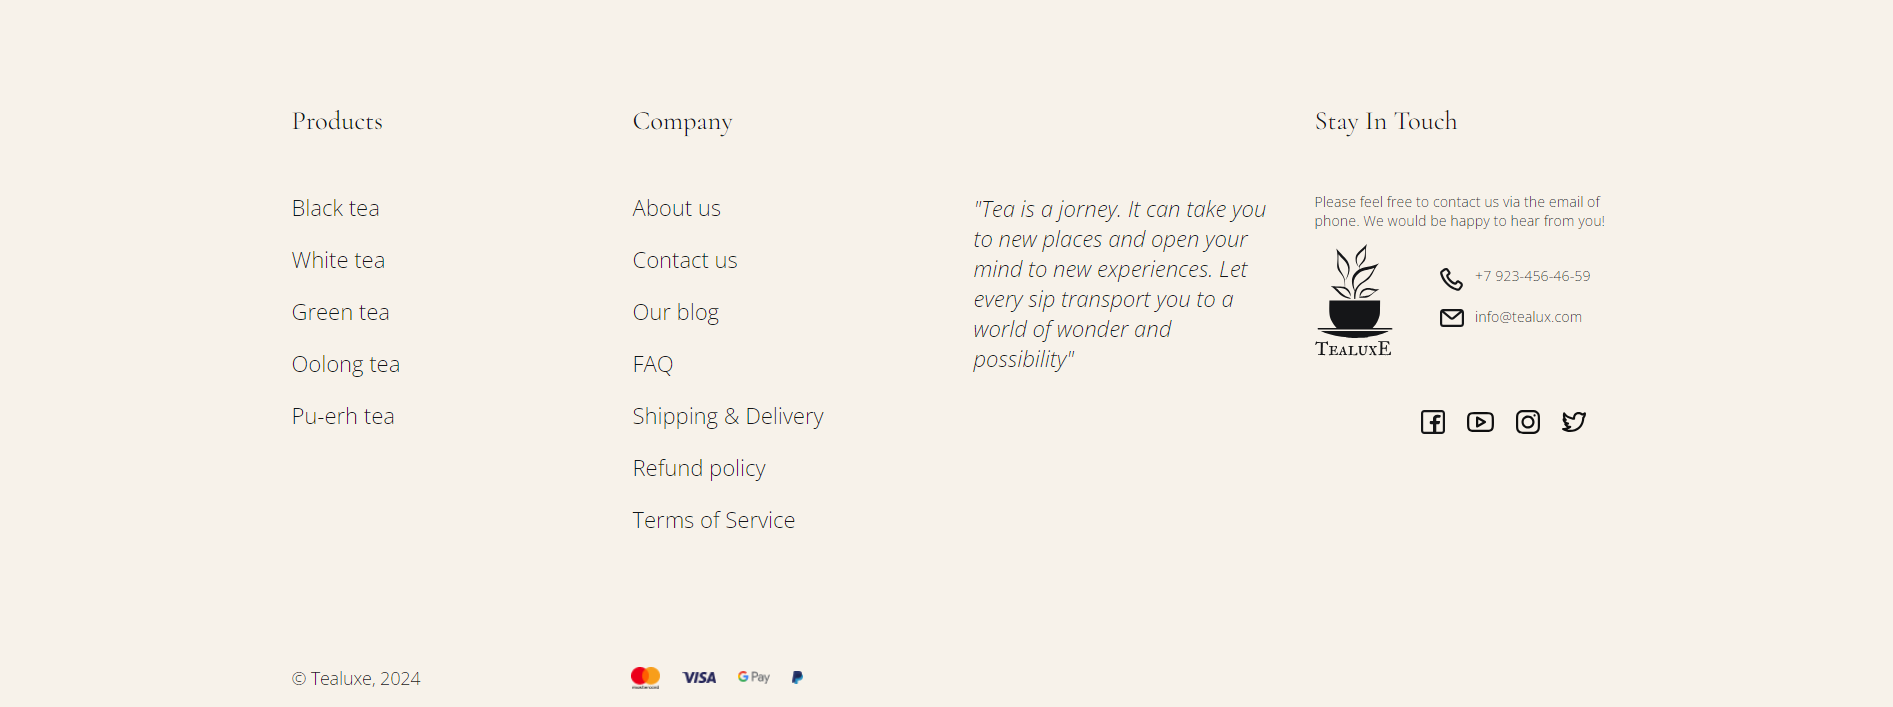 Products
Black tea
White tea
Green tea
Oolong tea
Pu-erh tea
Company
About us
Contact us
Our blog
FAQ
Shipping & Delivery
Refund policy
Terms of Service
"Tea is a jorney. It can take you
to new places and open your
mind to new experiences. Let
every sip transport you to a
world of wonder and
possibility"
Stay In Touch
Please feel free to contact us via the email of
phone. We would be happy to hear from you!
TEALUXE
+7 923-456-46-59
info@tealux.com
© Tealuxe, 2024
mastercard
VISA
G Pay